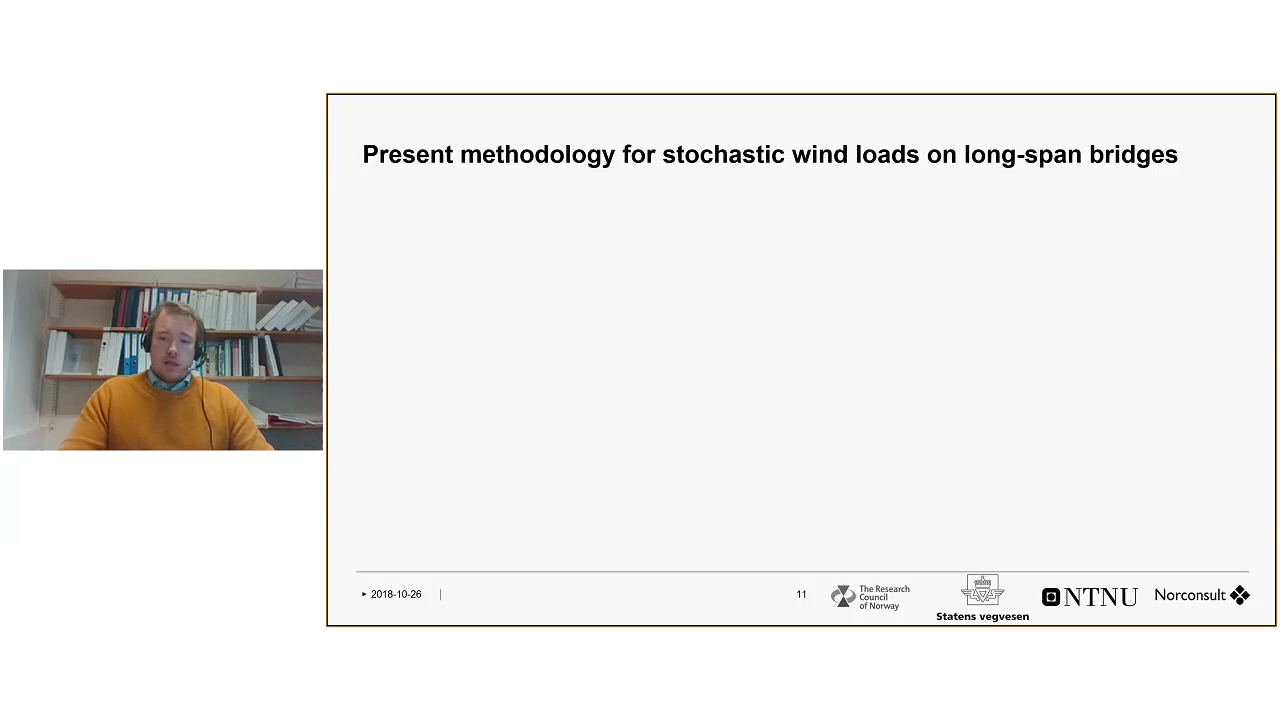 Present methodology for stochastic wind loads on long-span bridges
2018-10-26
11
The Research
Council
of Norway
Statens vegvesen
NTNU
Norconsult